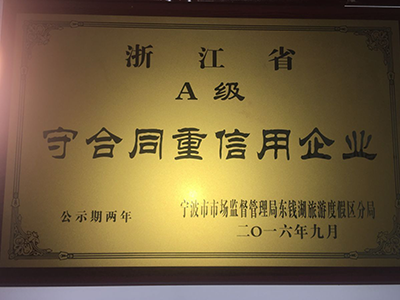 浙江省
A级
守合同重信用企业
公示期两年
宁波市市场监督管理局东钱湖旅游度假区分局
二〇一六年九月